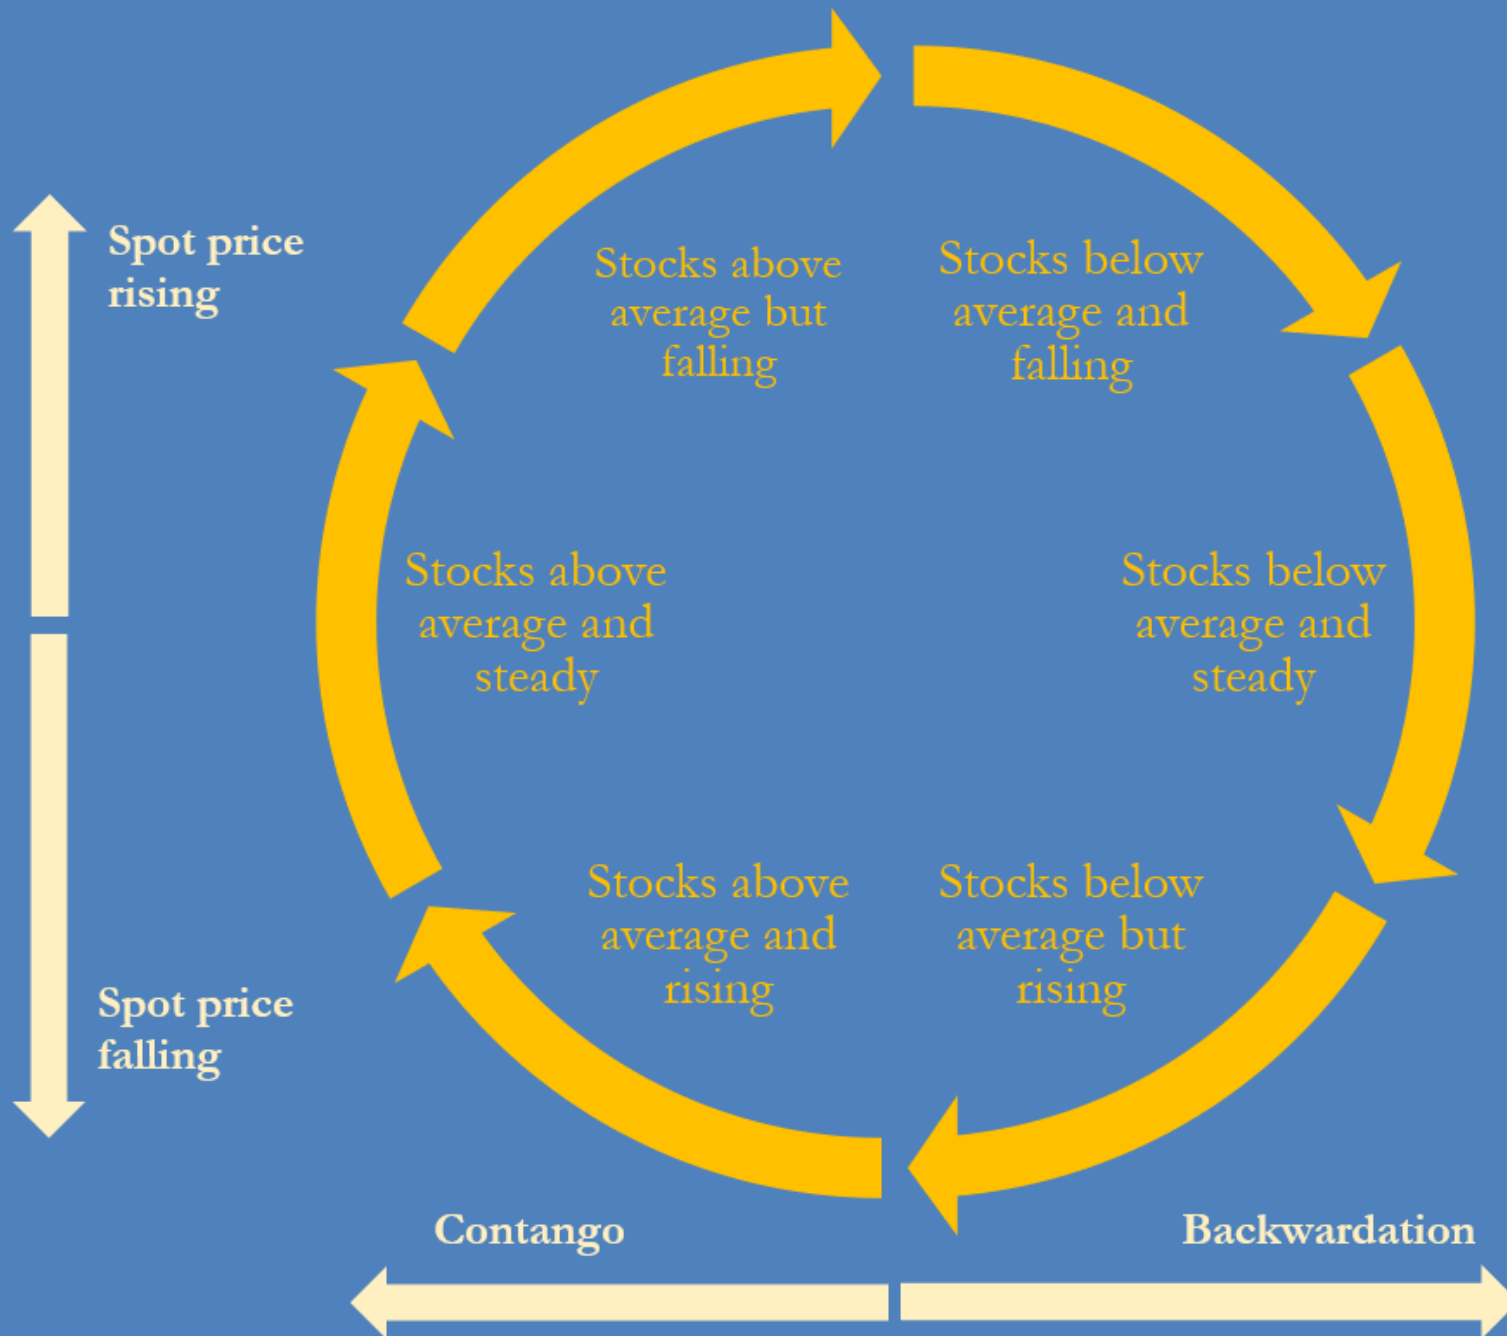 Spot price
rising
Stocks above
average but
falling
Stocks below
average and
falling
Stocks above
average and
steady
Stocks below
average and
steady
Stocks above
average and
rising
Stocks below
average but
rising
Spot price
falling
Contango
Backwardation